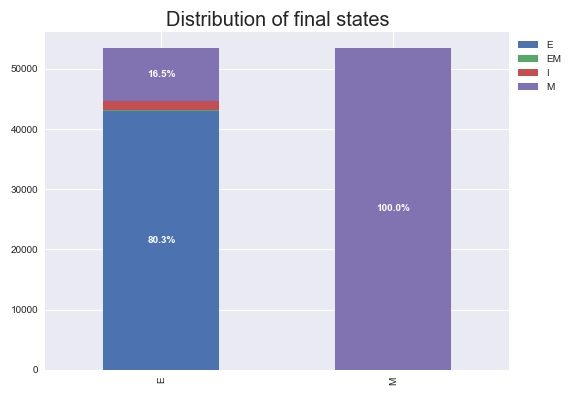 Distribution of final states
E
EM
I
M
50000
40000
30000
20000
10000
0
16.5%
80.3%
100.0%
E
M